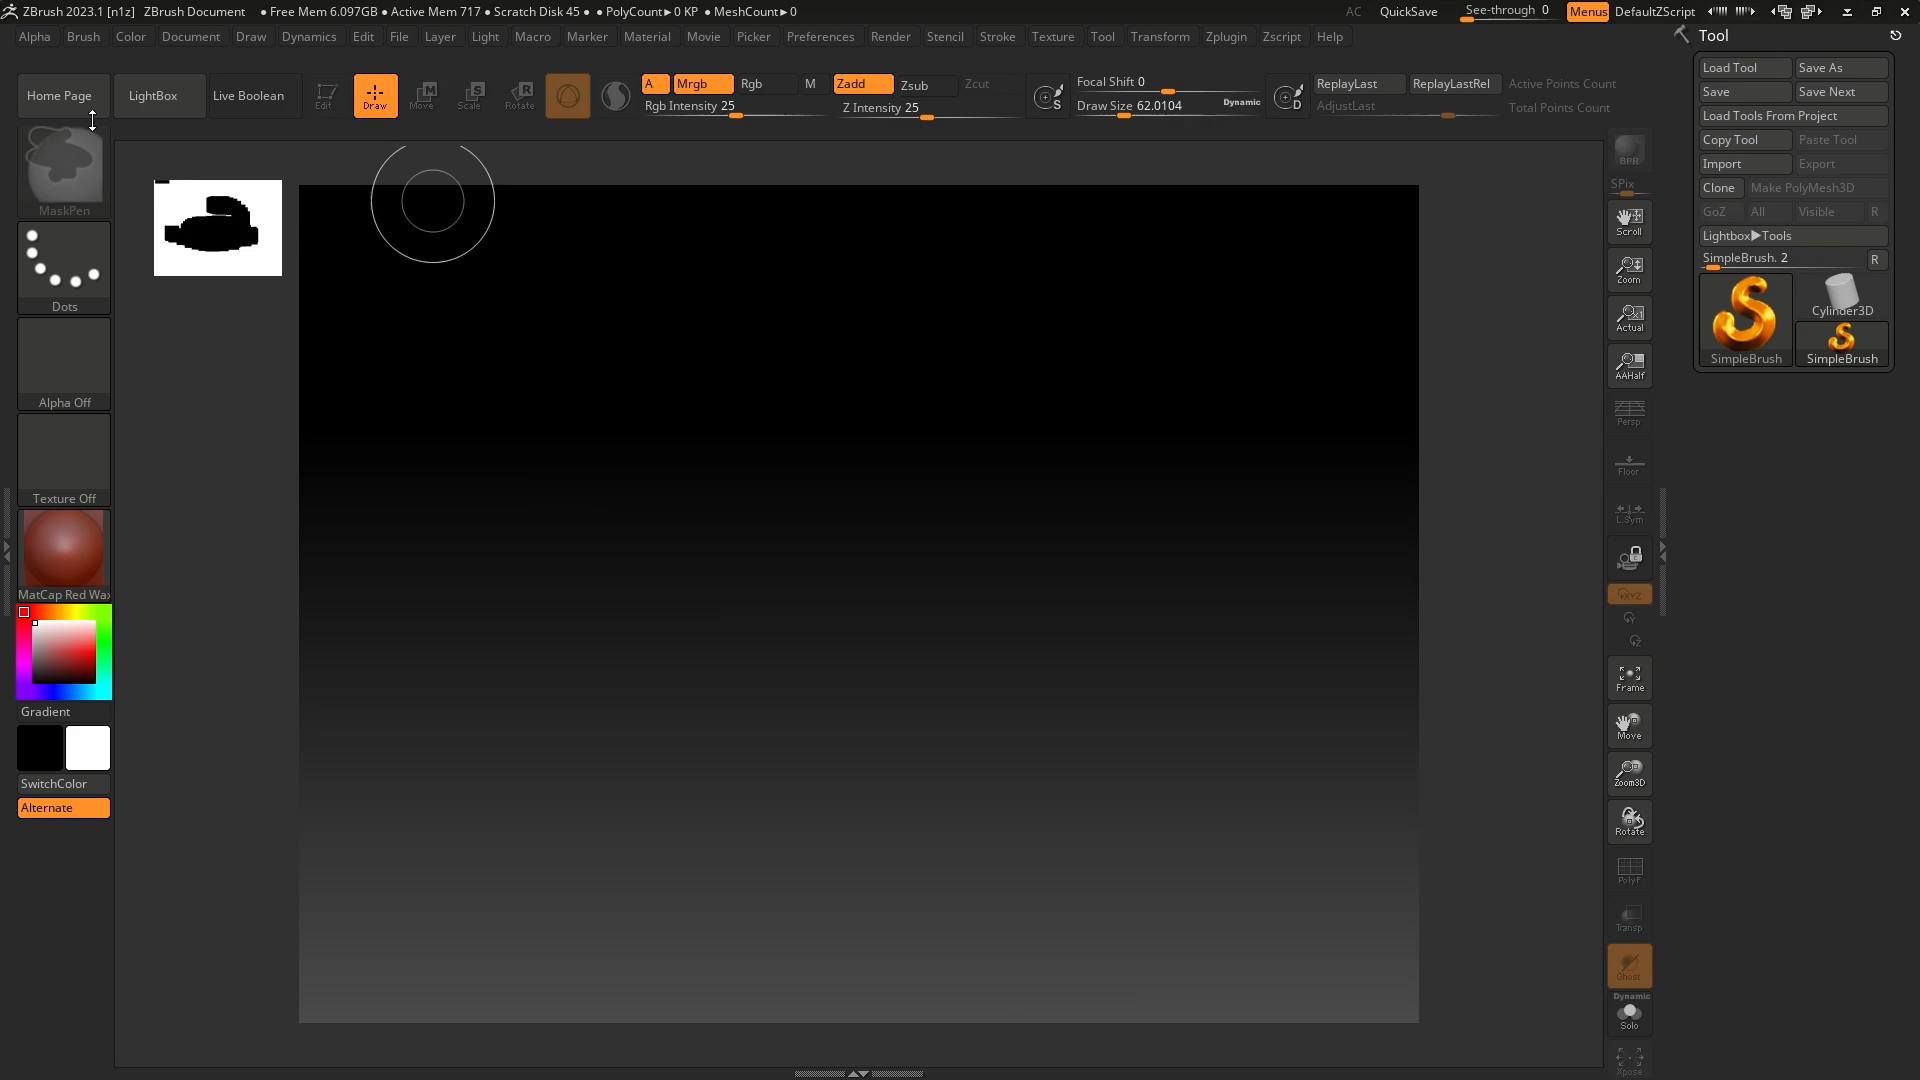 ZBrush 2023.1 [n1z] ZBrush Document • Free Mem 6.097GB • Active Mem 717 • Scratch Disk 45 • • PolyCount► 0 KP • MeshCount► 0 AC QuickSave See-through 0 Menus DefaultZScript
Alpha Brush Color Document Draw Dynamics Edit File Layer Light Macro Marker Material Movie Picker Preferences Render Stencil Stroke Texture Tool Transform Zplugin Zscript Help
Home Page LightBox Live Boolean Edit Draw Move Scale Rotate
A Mrgb Rgb M Zadd Zsub Zcut
Rgb Intensity 25 Z Intensity 25
Focal Shift 0
Draw Size 62.0104 Dynamic
S D
ReplayLast ReplayLastRel Active Points Count
AdjustLast Total Points Count
MaskPen
Dots
Alpha Off
Texture Off
MatCap Red Wax
Gradient
SwitchColor
Alternate
BPR
SPix
Scroll
Zoom
Actual
AAHalf
Persp
Floor
L.Sym
XYZ
Y
Z
Frame
Move
Zoom3D
Rotate
PolyF
Transp
Ghost
Dynamic
Solo
Xpose
Tool
Load Tool Save As
Save Save Next
Load Tools From Project
Copy Tool Paste Tool
Import Export
Clone Make PolyMesh3D
GoZ All Visible R
Lightbox►Tools
SimpleBrush. 2 R
Cylinder3D
SimpleBrush SimpleBrush